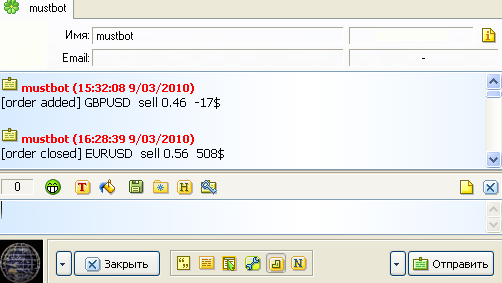 mustbot
Имя: mustbot
Email: -
mustbot (15:32:08 9/03/2010)
[order added] GBPUSD sell 0.46 -17$
mustbot (16:28:39 9/03/2010)
[order closed] EURUSD sell 0.56 508$
0 T H
Закрыть N Отправить